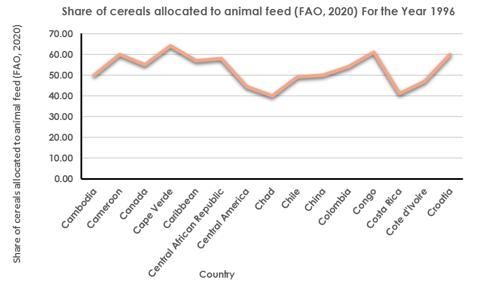 Share of cereals allocated to animal feed (FAO, 2020) For the Year 1996
Share of cereals allocated to animal feed (FAO, 2020)
70.00
60.00
50.00
40.00
30.00
20.00
10.00
0.00
Cambodia
Cameroon
Canada
Cape Verde
Caribbean
Central African Republic
Central America
Chad
Chile
China
Colombia
Congo
Costa Rica
Cote d'Ivoire
Croatia
Country